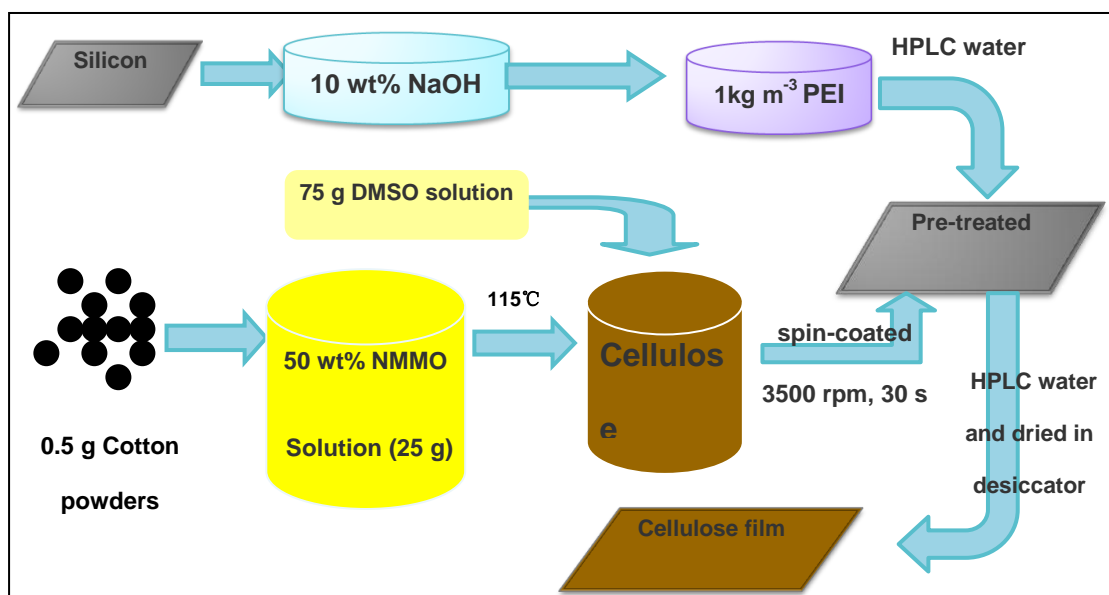 Silicon
10 wt% NaOH
1kg m⁻³ PEI
HPLC water
75 g DMSO solution
Pre-treated
0.5 g Cotton
powders
50 wt% NMMO
Solution (25 g)
115℃
Cellulos
e
spin-coated
3500 rpm, 30 s
HPLC water
and dried in
desiccator
Cellulose film